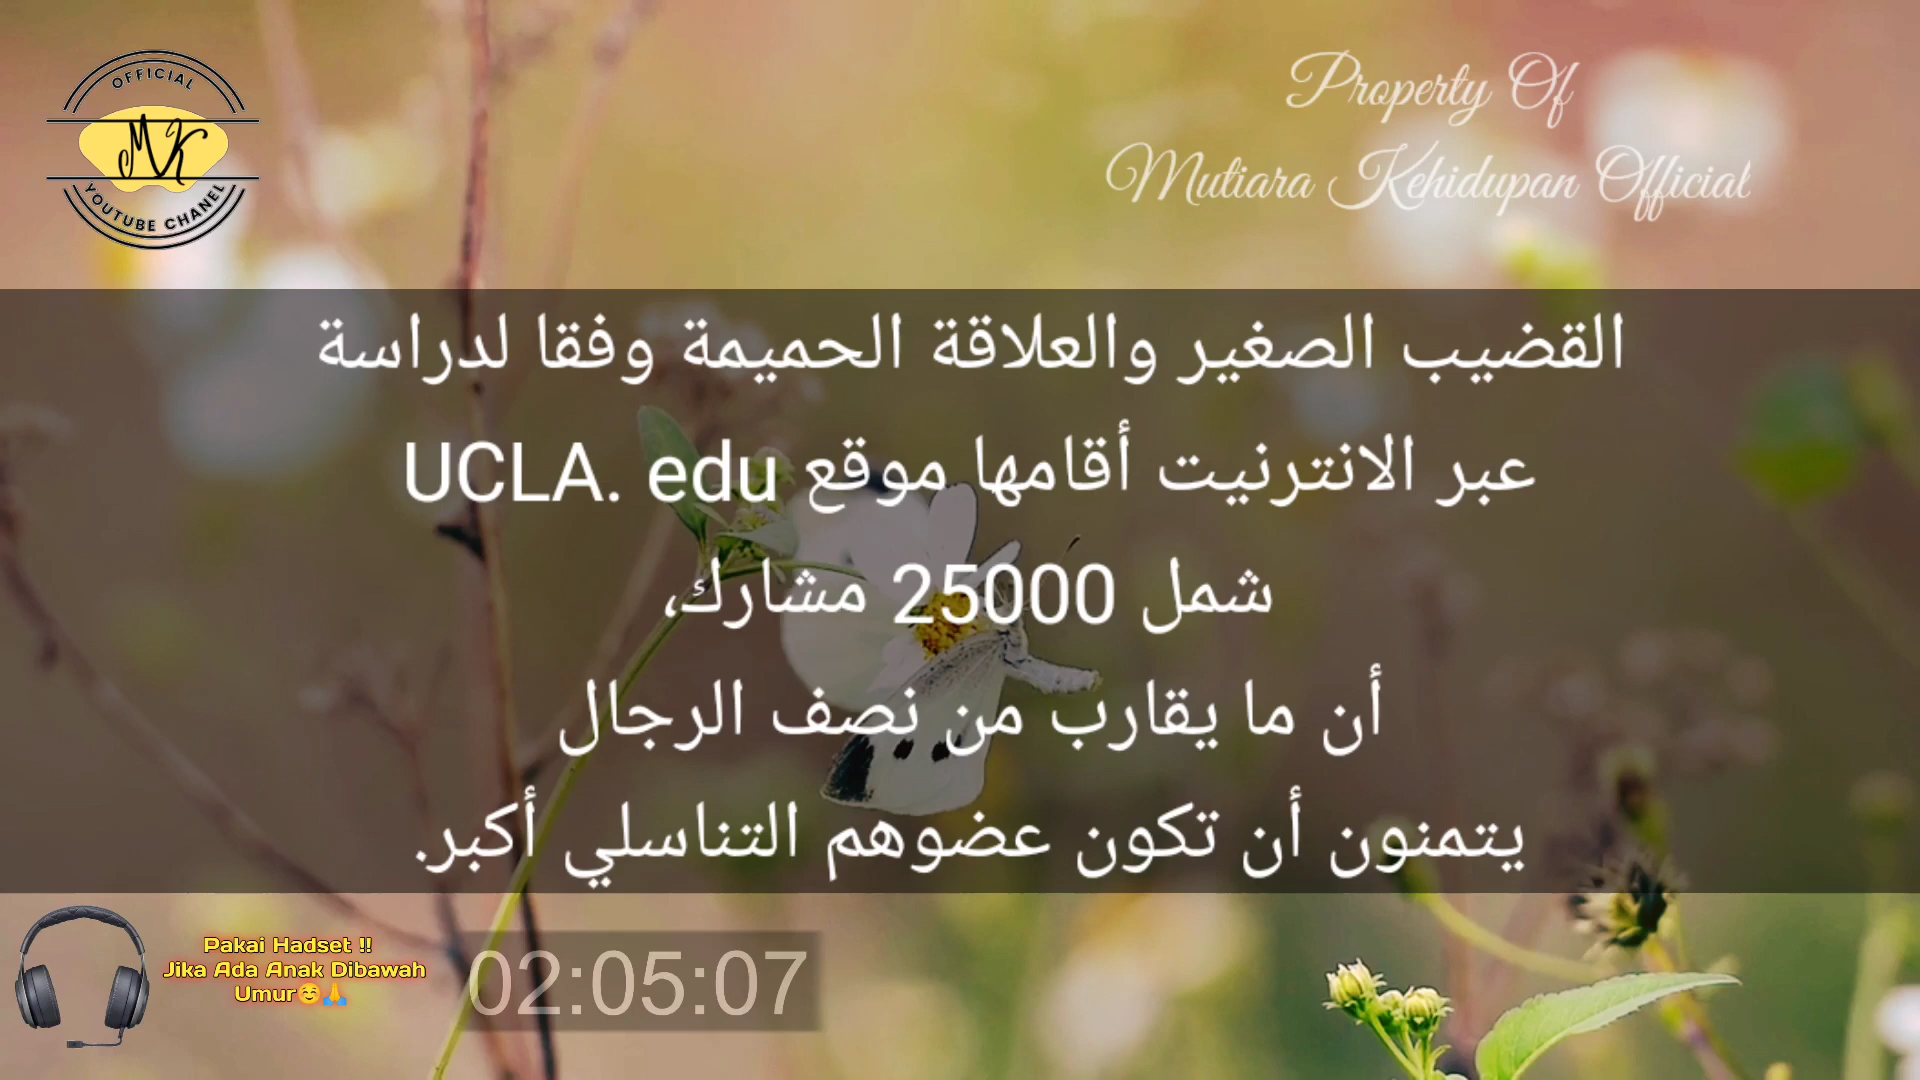 OFFICIAL
MK
YOUTUBE CHANEL
Property Of
Mutiara Kehidupan Official
القضيب الصغير والعلاقة الحميمة وفقا لدراسة
عبر الانترنيت أقامها موقع UCLA. edu
شمل 25000 مشارك،
أن ما يقارب من نصف الرجال
يتمنون أن تكون عضوهم التناسلي أكبر.
Pakai Hadset !!
Jika Ada Anak Dibawah
Umur☺️🙏
02:05:07